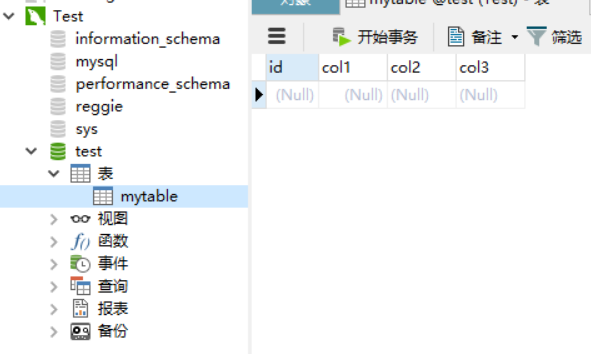 Test
information_schema
mysql
performance_schema
reggie
sys
test
表
mytable
视图
f()
函数
事件
查询
报表
备份
对象
mytable @test (Test) - 表
开始事务 备注 筛选
id col1 col2 col3
(Null) (Null) (Null) (Null)